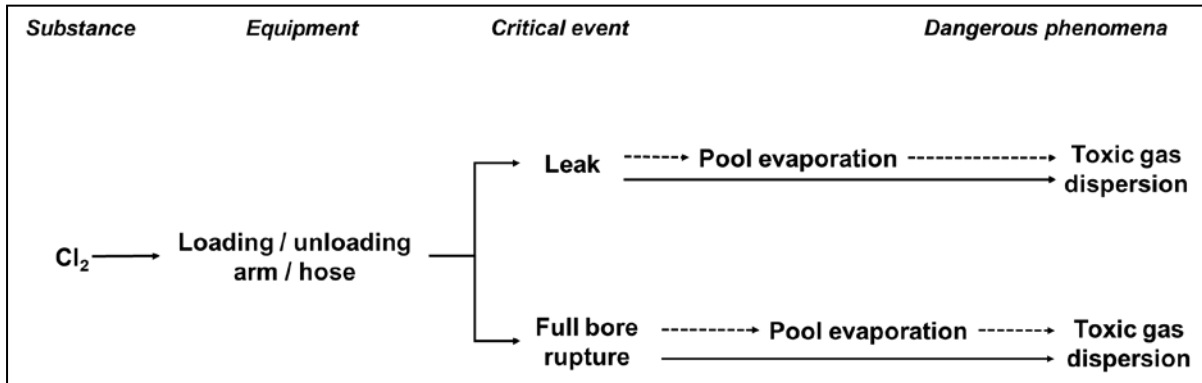 Substance Equipment Critical event Dangerous phenomena
Leak Pool evaporation Toxic gas
dispersion
Cl₂ Loading / unloading
arm / hose
Full bore
rupture Pool evaporation Toxic gas
dispersion